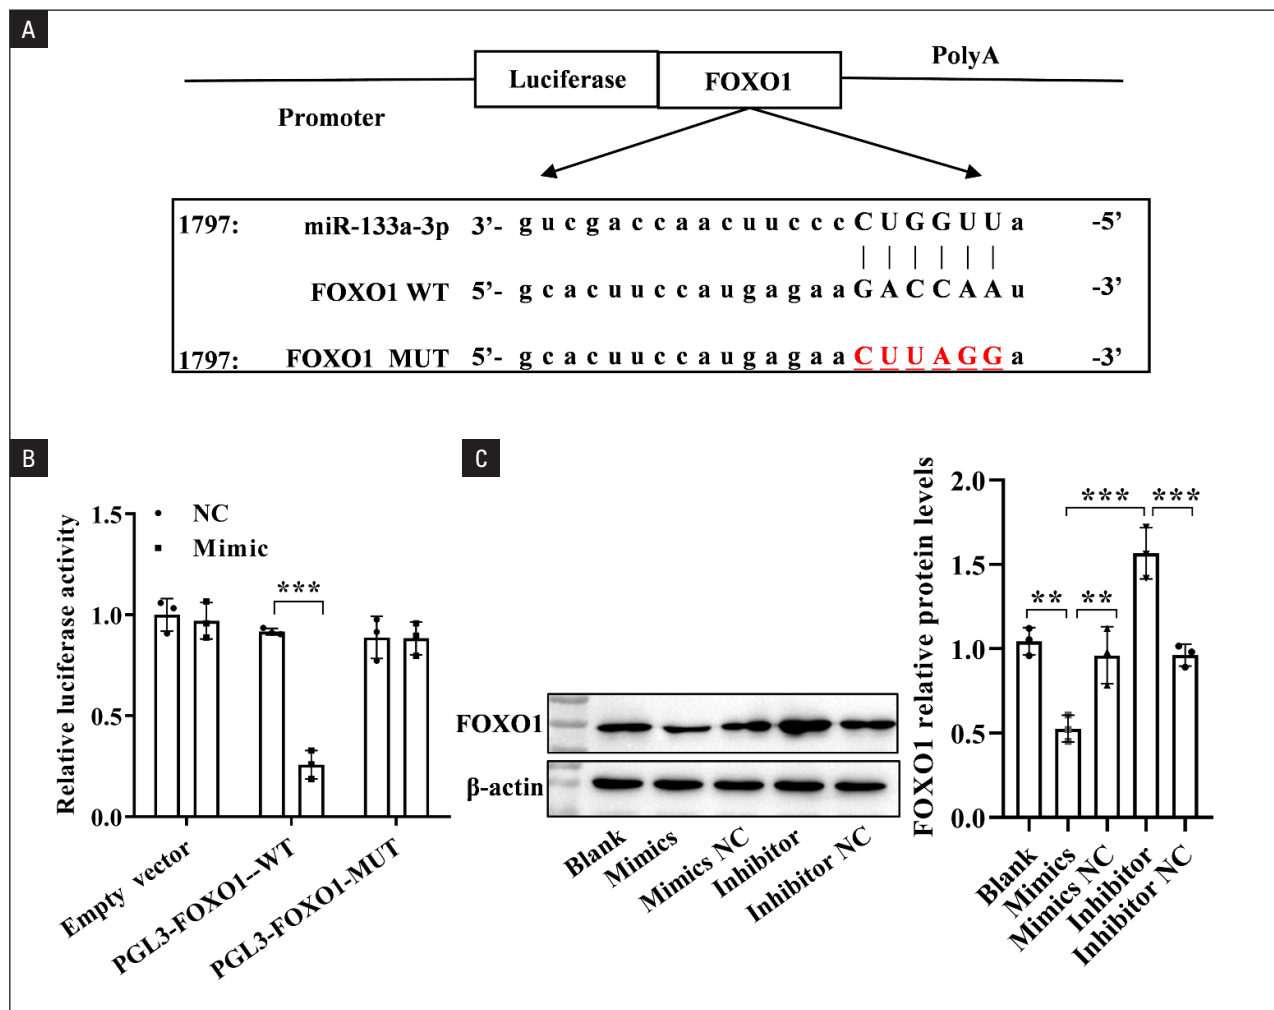 A
PolyA
Luciferase FOXO1
Promoter
1797: miR-133a-3p 3'- g u c g a c c a a c u u c c c C U G G U U a -5'
FOXO1 WT 5'- g c a c u u c c a u g a g a a G A C C A A u -3'
1797: FOXO1 MUT 5'- g c a c u u c c a u g a g a a C U U A G G a -3'
B
Relative luciferase activity
1.5
1.0
0.5
0.0
NC
Mimic
***
Empty vector
PGL3-FOXO1--WT
PGL3-FOXO1-MUT
C
FOXO1
β-actin
Blank
Mimics
Mimics NC
Inhibitor
Inhibitor NC
FOXO1 relative protein levels
2.0
1.5
1.0
0.5
0.0
*** ***
** **
Blank
Mimics
Mimics NC
Inhibitor
Inhibitor NC